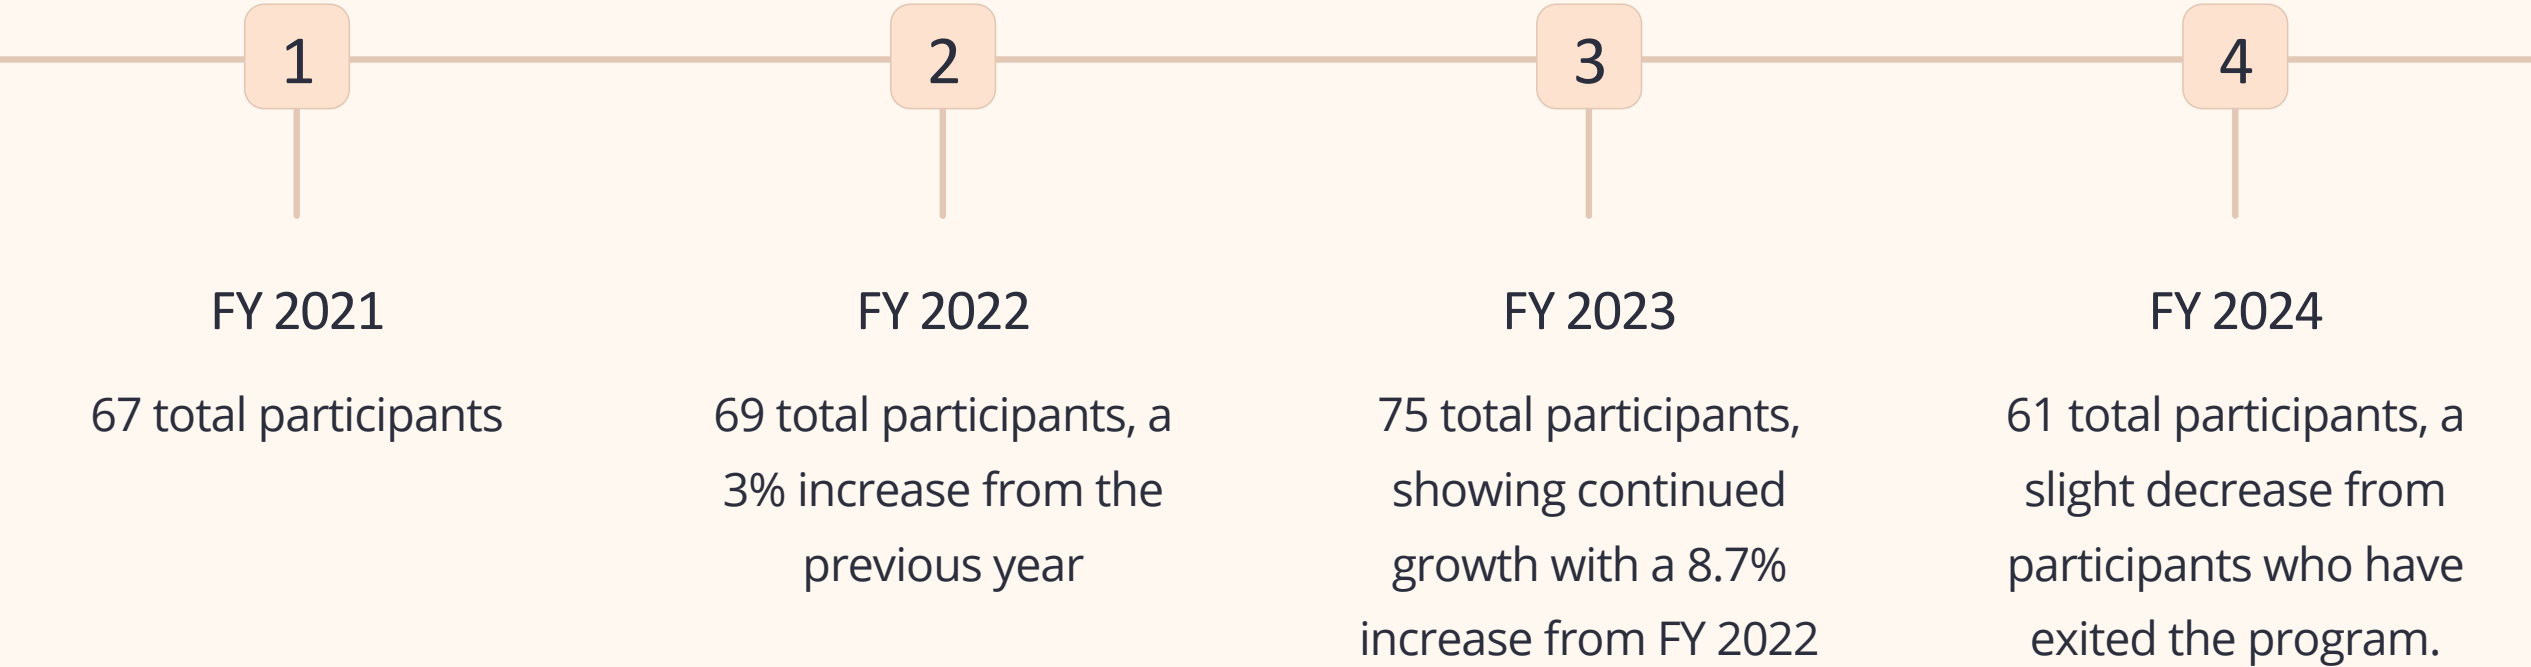 1
2
3
4
FY 2021
67 total participants
FY 2022
69 total participants, a
3% increase from the
previous year
FY 2023
75 total participants,
showing continued
growth with a 8.7%
increase from FY 2022
FY 2024
61 total participants, a
slight decrease from
participants who have
exited the program.